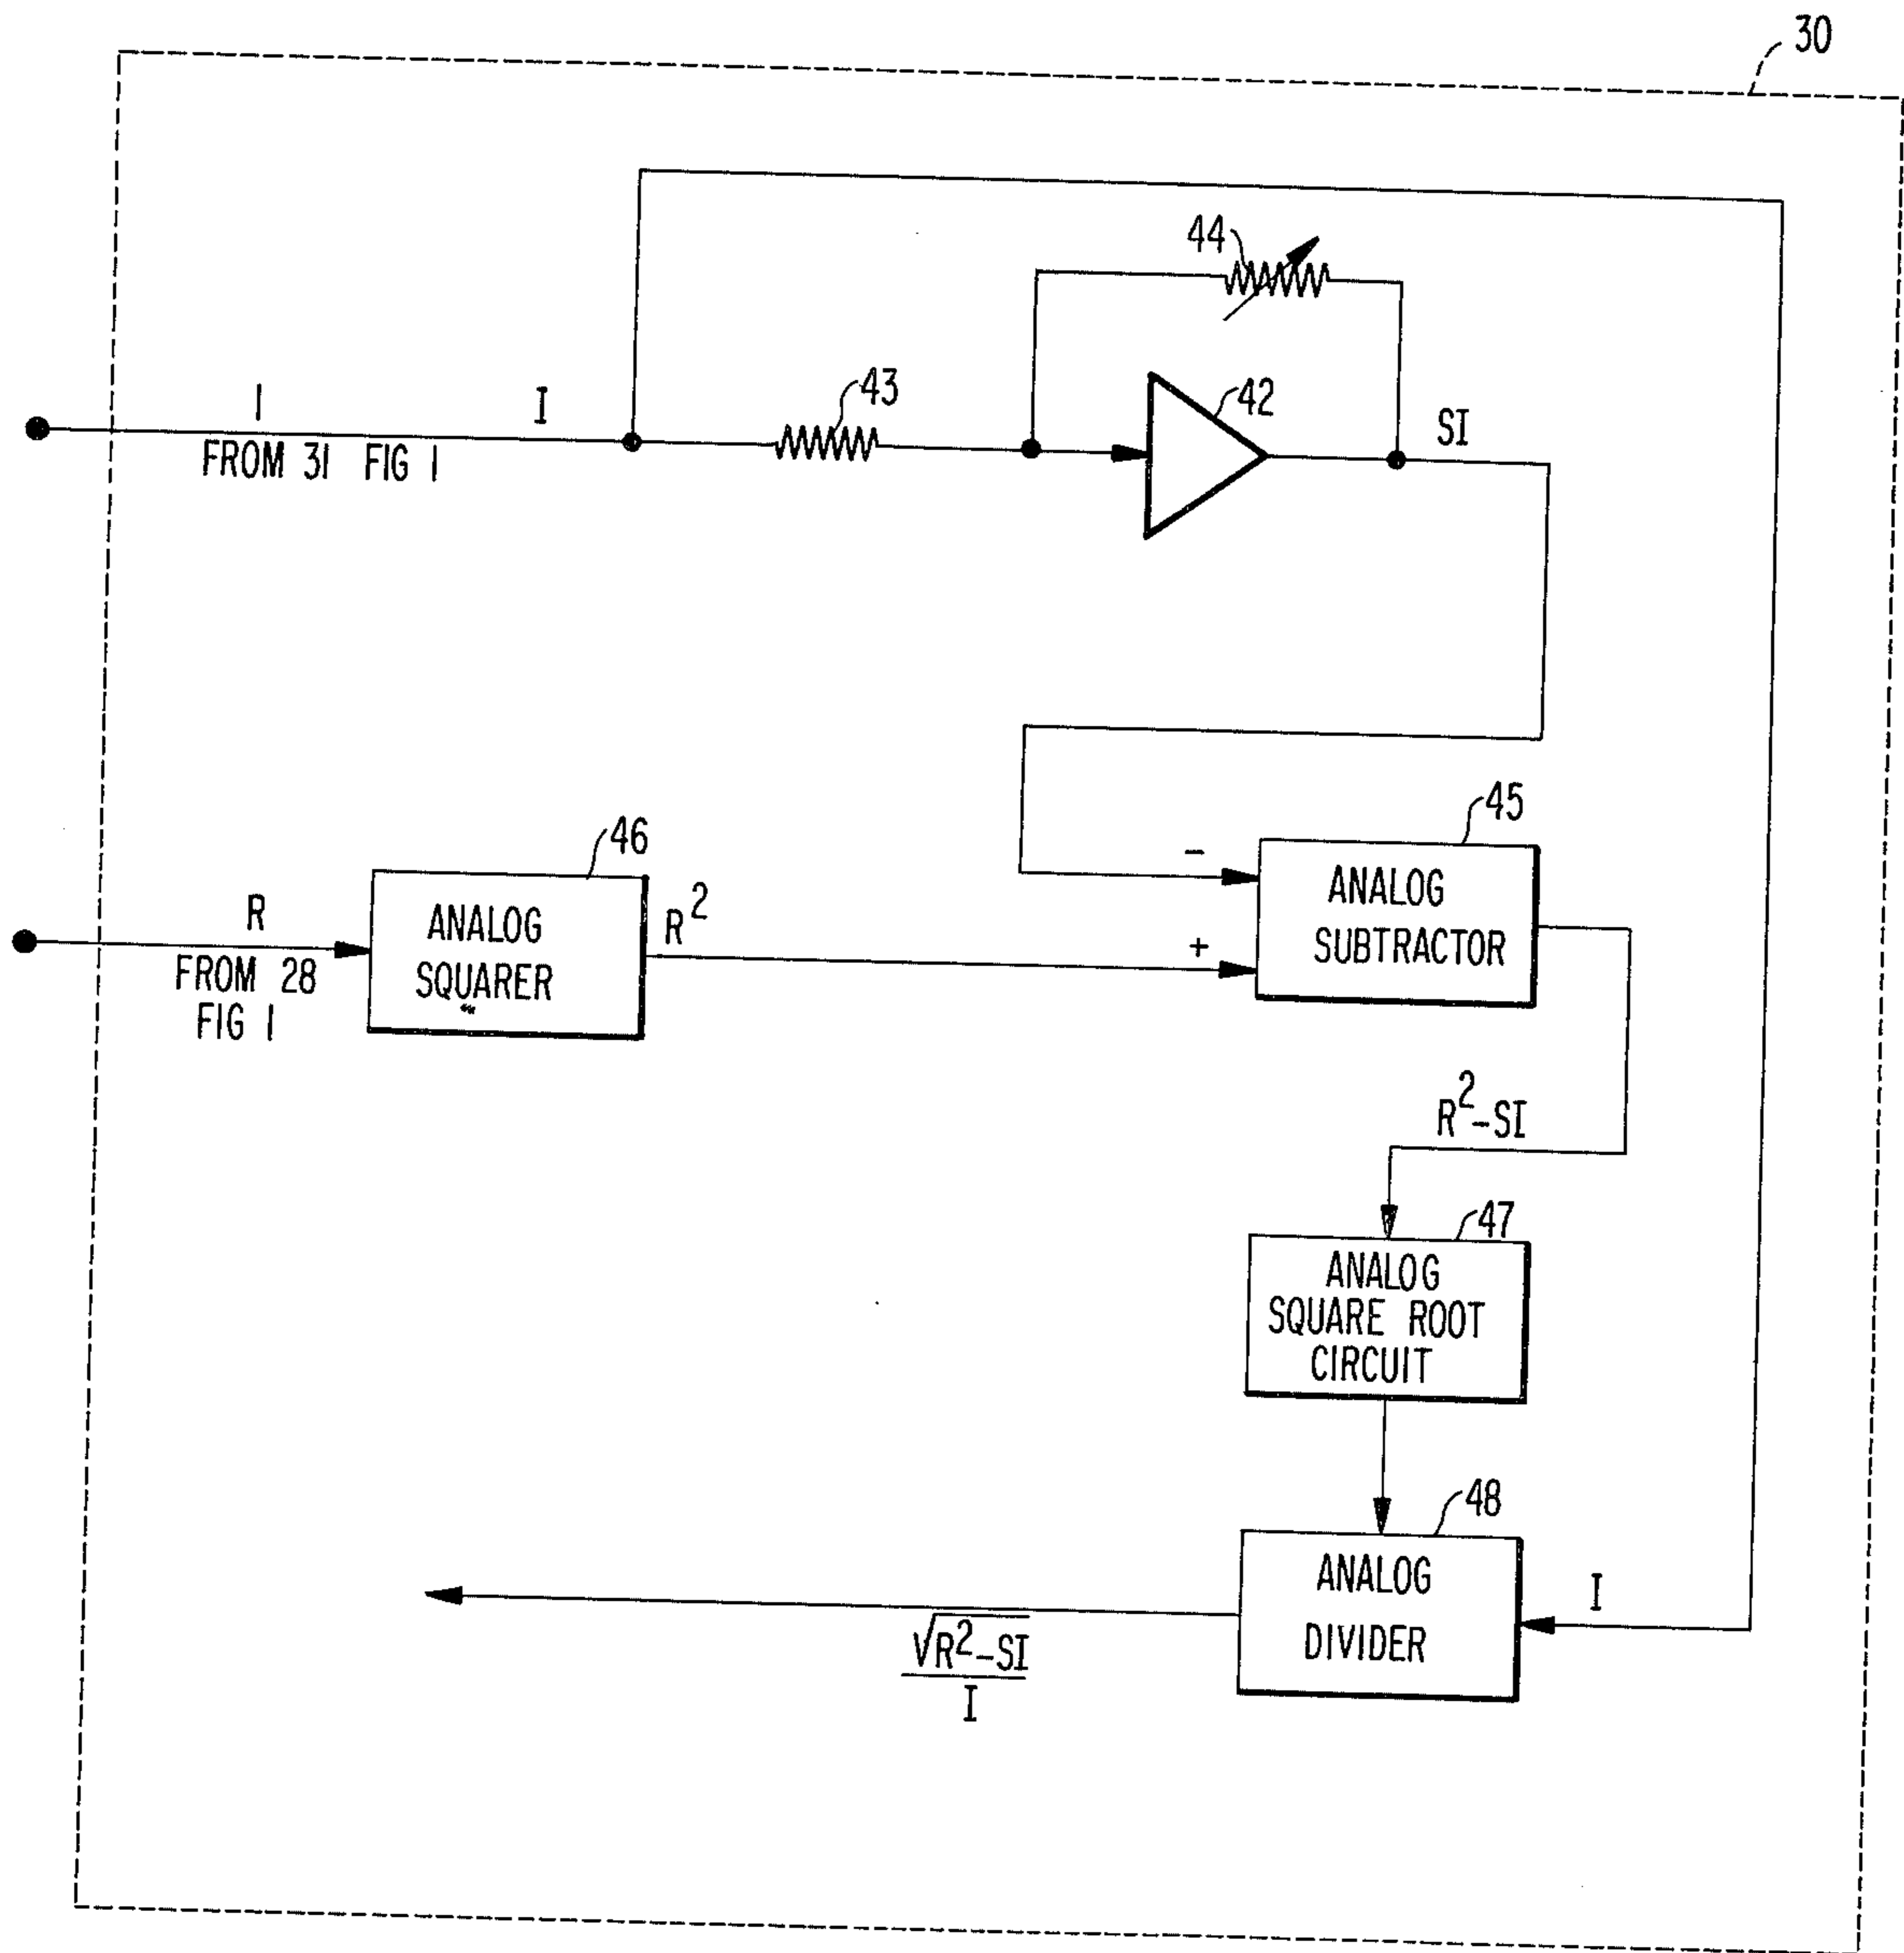 30
44
43
42
I I SI
FROM 31 FIG 1
45
46
ANALOG
SUBTRACTOR
-
+
R
FROM 28
FIG 1
ANALOG
SQUARER
R²
R²-SI
47
ANALOG
SQUARE ROOT
CIRCUIT
48
ANALOG
DIVIDER
I
√R²-SI
I